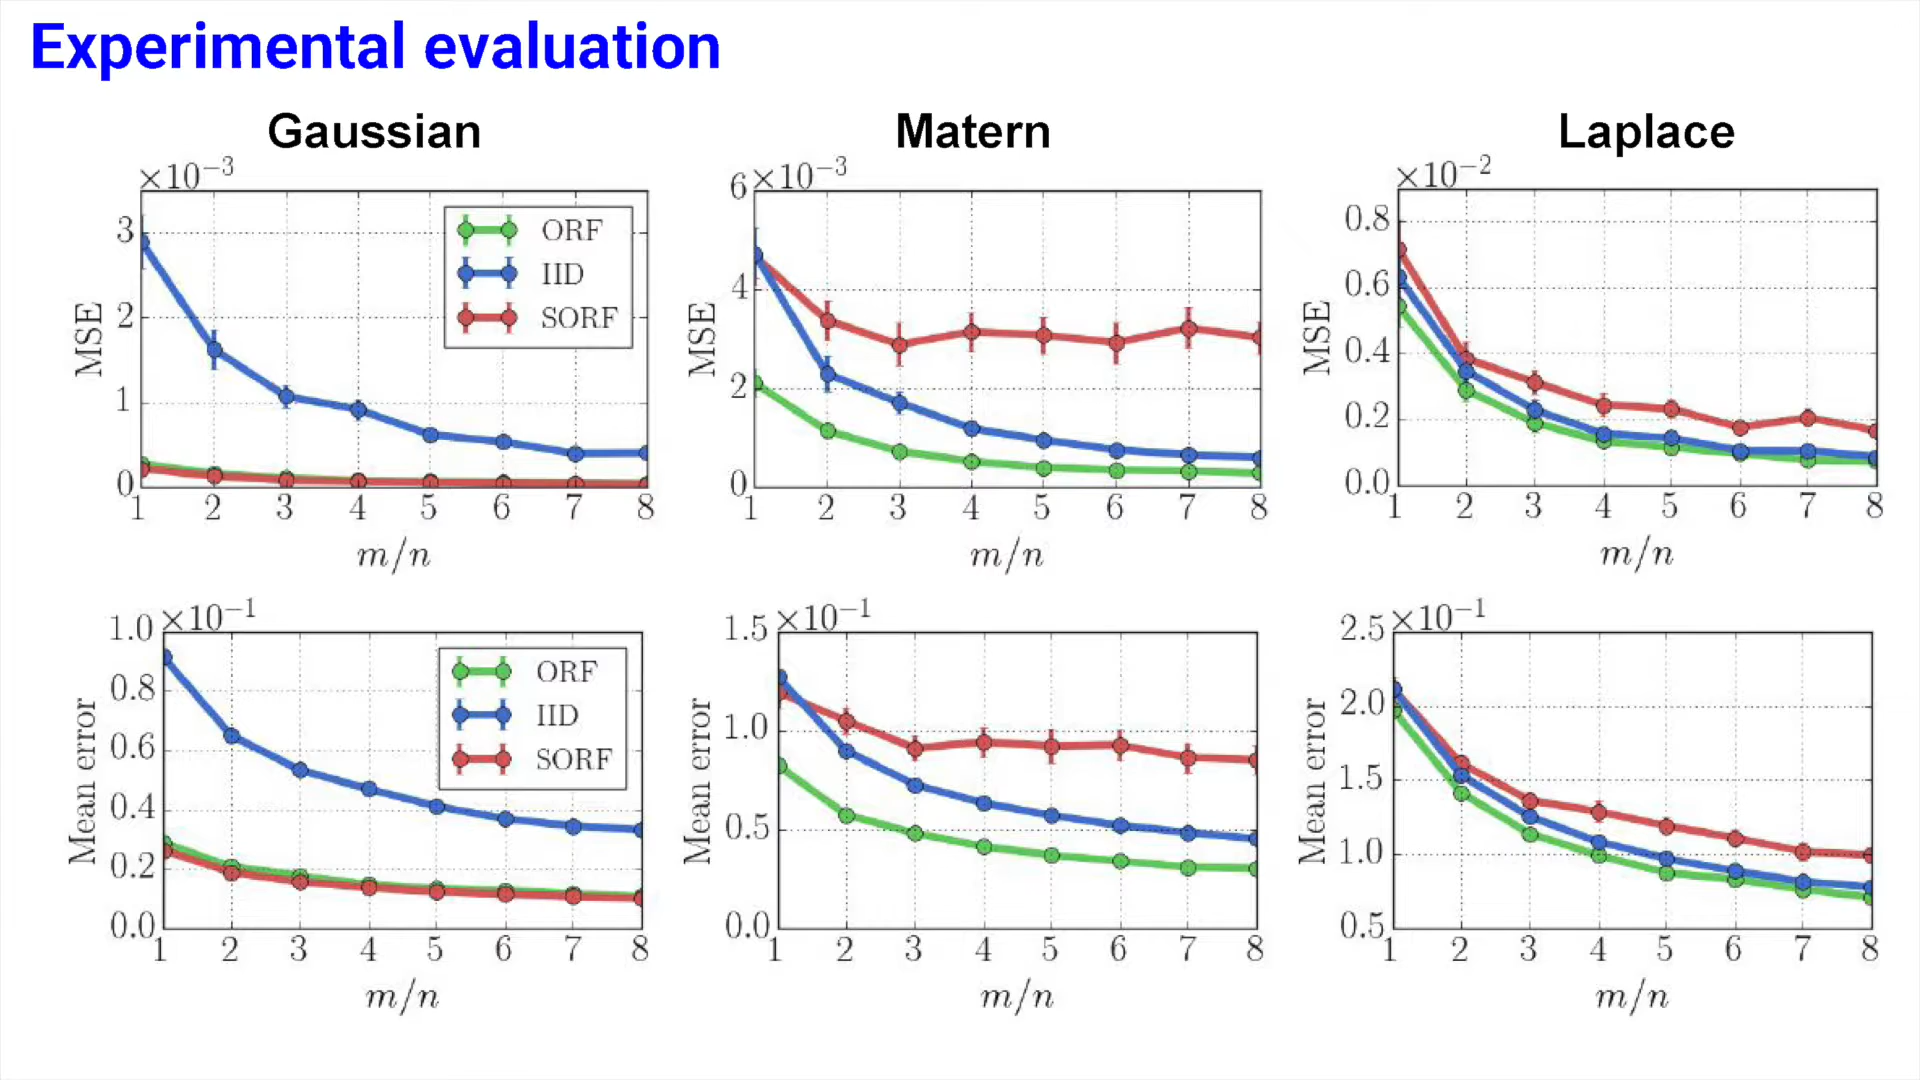 Experimental evaluation
Gaussian
×10⁻³
3
2
1
0
MSE
ORF
IID
SORF
1 2 3 4 5 6 7 8
m/n
Matern
6 ×10⁻³
4
2
0
MSE
1 2 3 4 5 6 7 8
m/n
Laplace
×10⁻²
0.8
0.6
0.4
0.2
0.0
MSE
1 2 3 4 5 6 7 8
m/n
1.0 ×10⁻¹
0.8
0.6
0.4
0.2
0.0
Mean error
ORF
IID
SORF
1 2 3 4 5 6 7 8
m/n
1.5 ×10⁻¹
1.0
0.5
0.0
Mean error
1 2 3 4 5 6 7 8
m/n
2.5 ×10⁻¹
2.0
1.5
1.0
0.5
Mean error
1 2 3 4 5 6 7 8
m/n